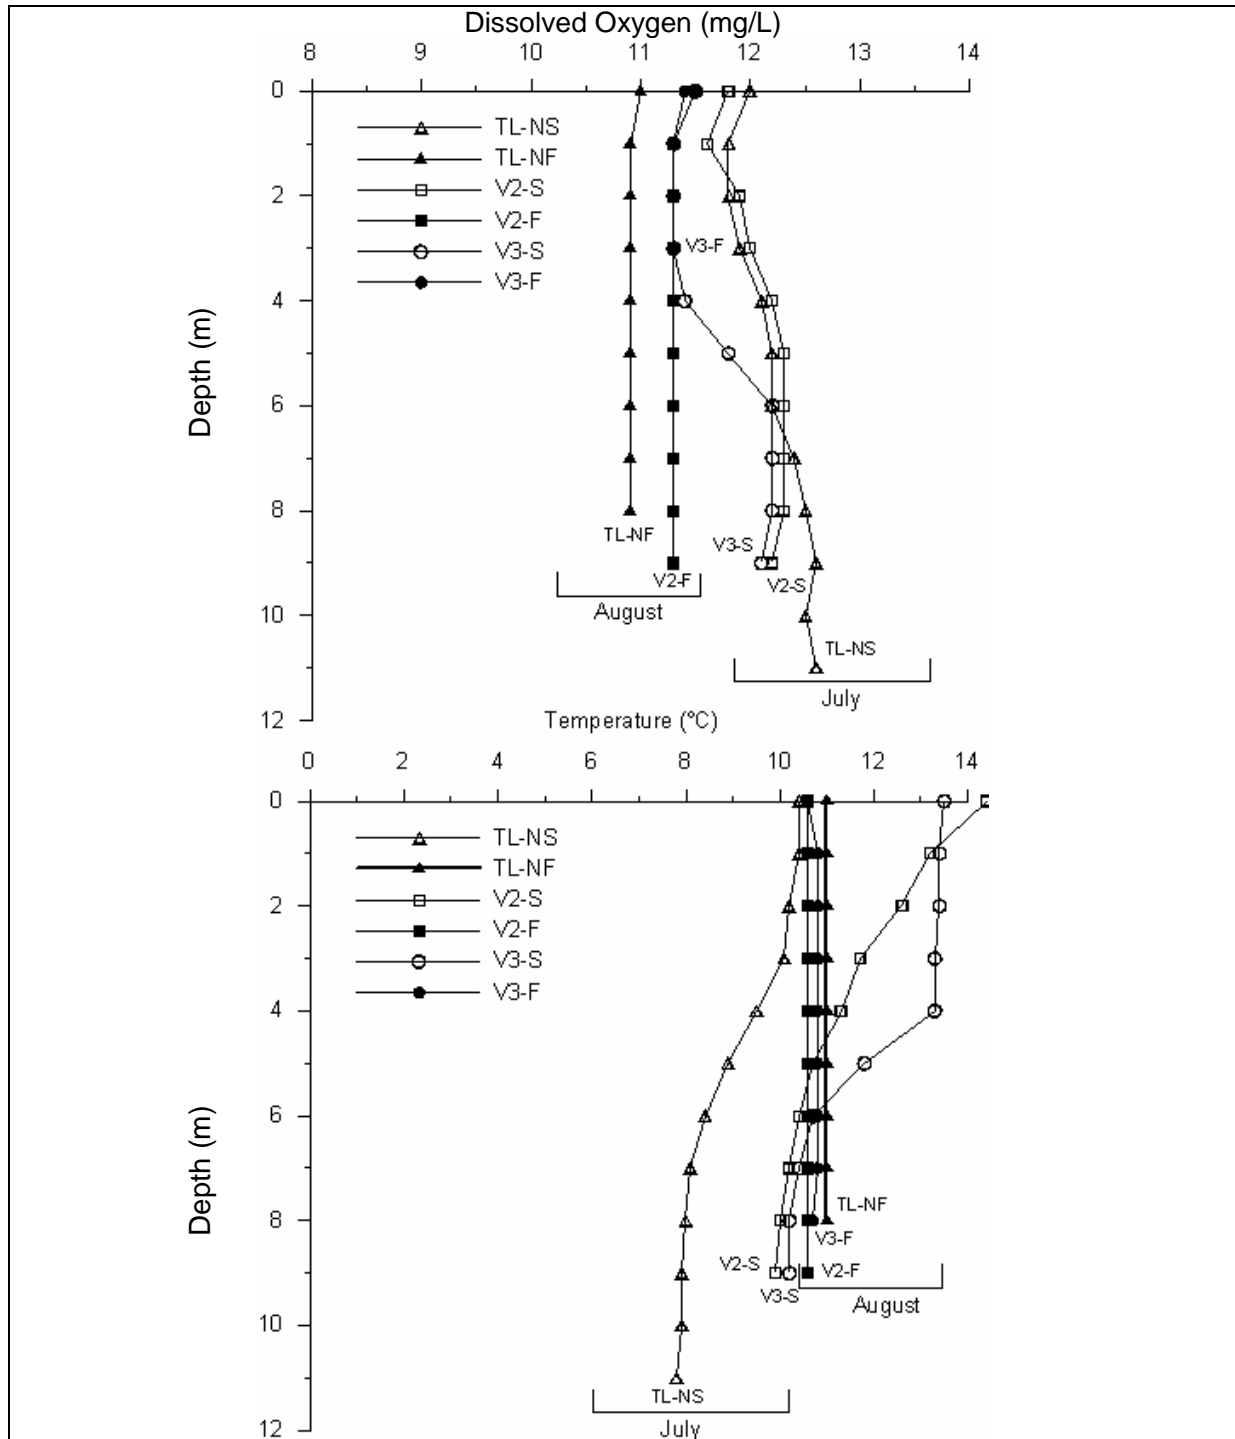 Dissolved Oxygen (mg/L)
8 9 10 11 12 13 14
0
TL-NS
TL-NF
V2-S
2
V2-F
V3-F
V3-S
V3-F
4
Depth (m)
6
8
TL-NF
V3-S
V2-F
V2-S
August
10
TL-NS
July
12
Temperature (°C)
0 2 4 6 8 10 12 14
0
TL-NS
TL-NF
2
V2-S
V2-F
V3-S
V3-F
4
Depth (m)
6
TL-NF
8
V3-F
V2-S
V2-F
V3-S
August
10
TL-NS
July
12